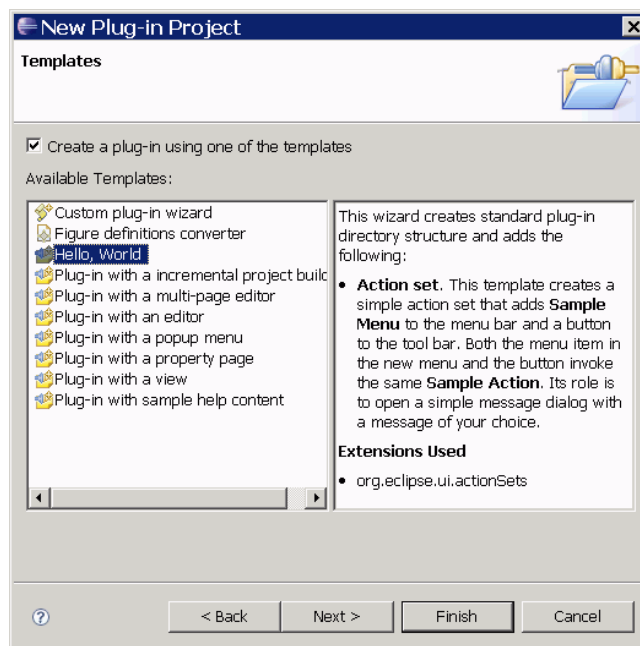 New Plug-in Project
Templates
Create a plug-in using one of the templates
Available Templates:
Custom plug-in wizard
Figure definitions converter
Hello, World
Plug-in with a incremental project builc
Plug-in with a multi-page editor
Plug-in with an editor
Plug-in with a popup menu
Plug-in with a property page
Plug-in with a view
Plug-in with sample help content
This wizard creates standard plug-in
directory structure and adds the
following:
• Action set. This template creates a
simple action set that adds Sample
Menu to the menu bar and a button
to the tool bar. Both the menu item in
the new menu and the button invoke
the same Sample Action. Its role is
to open a simple message dialog with
a message of your choice.
Extensions Used
• org.eclipse.ui.actionSets
?
< Back
Next >
Finish
Cancel